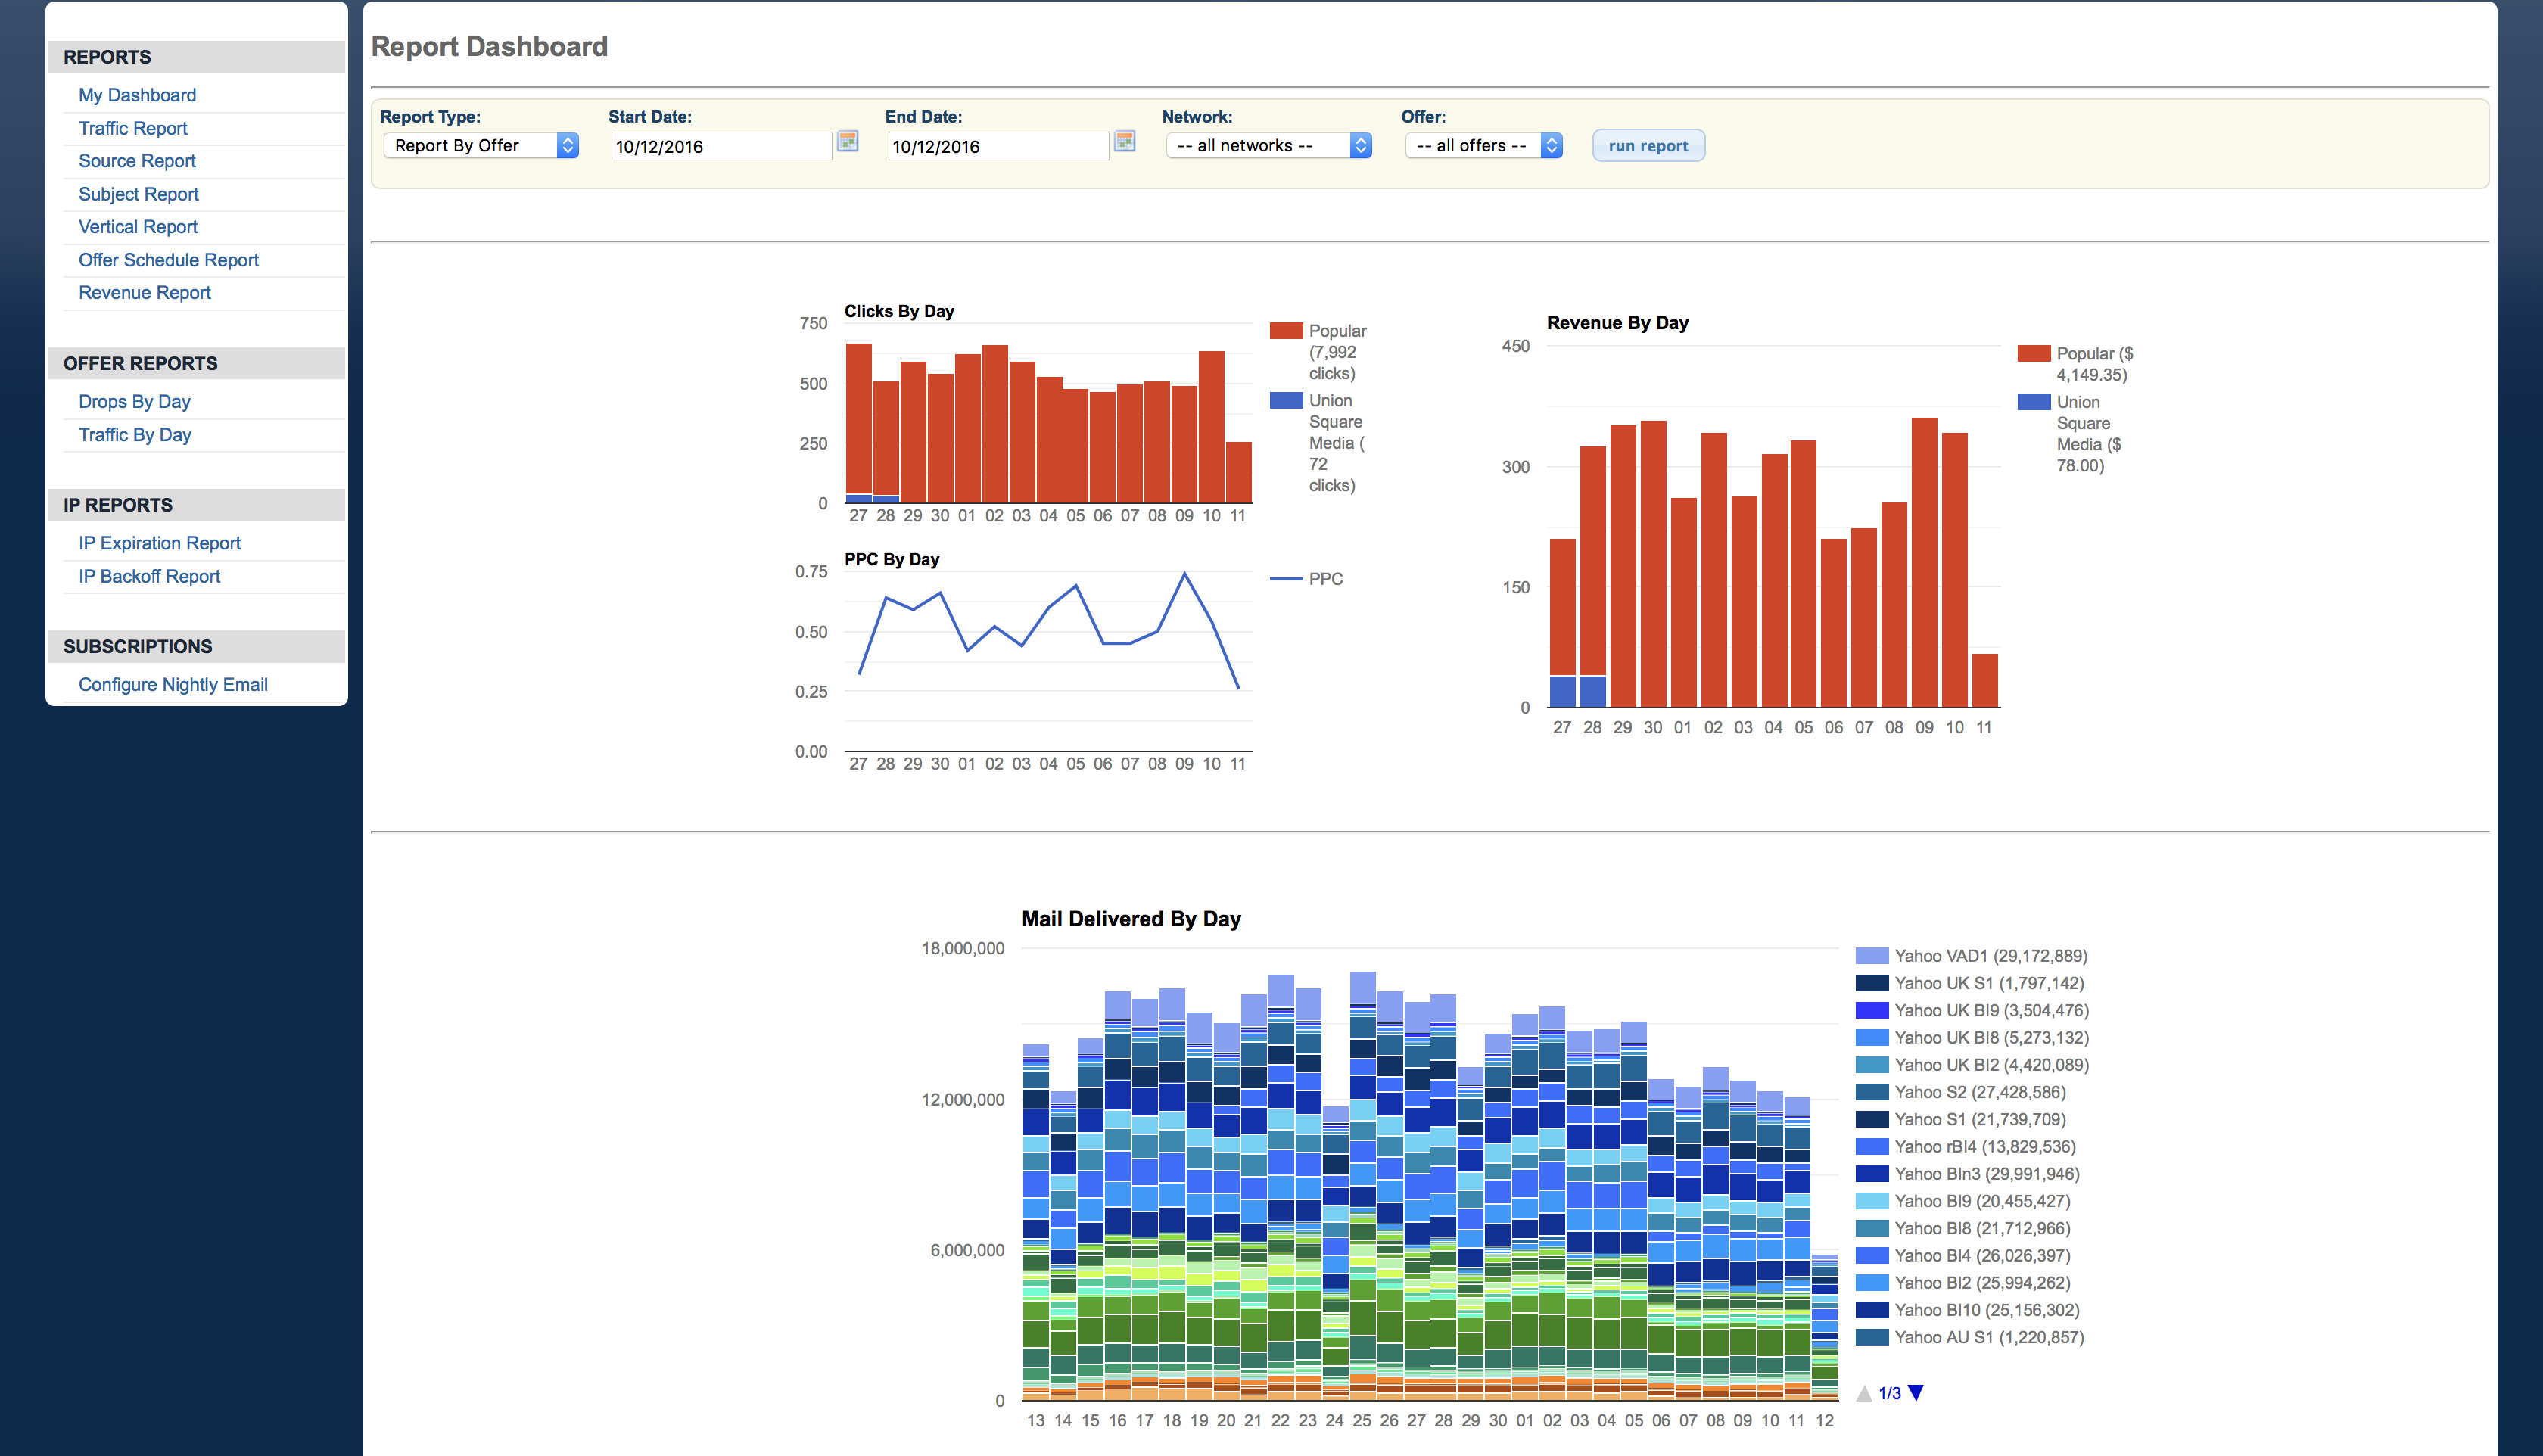 REPORTS
My Dashboard
Traffic Report
Source Report
Subject Report
Vertical Report
Offer Schedule Report
Revenue Report
OFFER REPORTS
Drops By Day
Traffic By Day
IP REPORTS
IP Expiration Report
IP Backoff Report
SUBSCRIPTIONS
Configure Nightly Email
Report Dashboard
Report Type: Start Date: End Date: Network: Offer:
Report By Offer 10/12/2016 10/12/2016 -- all networks -- -- all offers -- run report
Clicks By Day
750
500
250
0
27 28 29 30 01 02 03 04 05 06 07 08 09 10 11
Popular
(7,992
clicks)
Union
Square
Media (
72
clicks)
PPC By Day
0.75
0.50
0.25
0.00
27 28 29 30 01 02 03 04 05 06 07 08 09 10 11
PPC
Revenue By Day
450
300
150
0
27 28 29 30 01 02 03 04 05 06 07 08 09 10 11
Popular ($
4,149.35)
Union
Square
Media ($
78.00)
Mail Delivered By Day
18,000,000
12,000,000
6,000,000
0
13 14 15 16 17 18 19 20 21 22 23 24 25 26 27 28 29 30 01 02 03 04 05 06 07 08 09 10 11 12
Yahoo VAD1 (29,172,889)
Yahoo UK S1 (1,797,142)
Yahoo UK BI9 (3,504,476)
Yahoo UK BI8 (5,273,132)
Yahoo UK BI2 (4,420,089)
Yahoo S2 (27,428,586)
Yahoo S1 (21,739,709)
Yahoo rBI4 (13,829,536)
Yahoo BIn3 (29,991,946)
Yahoo BI9 (20,455,427)
Yahoo BI8 (21,712,966)
Yahoo BI4 (26,026,397)
Yahoo BI2 (25,994,262)
Yahoo BI10 (25,156,302)
Yahoo AU S1 (1,220,857)
1/3